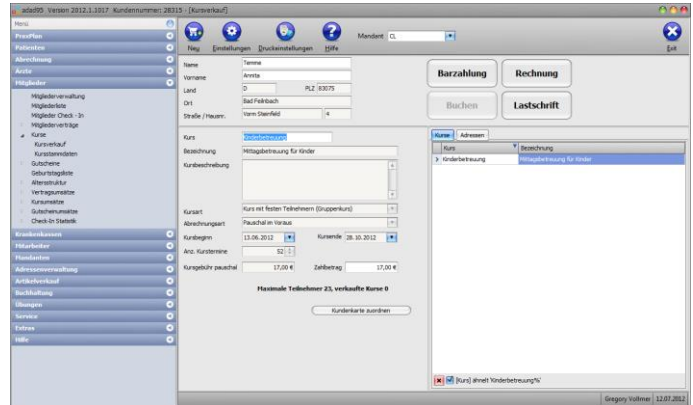 adad95 Version 2012.1.1017 Kundennummer: 28315 - [Kursverkauf]
Menü
PrexPlan
Patienten
Abrechnung
Ärzte
Mitglieder
Mitgliederverwaltung
Mitgliederliste
Mitglieder Check - In
Mitgliederverträge
Kurse
Kursverkauf
Kursstammdaten
Gutscheine
Geburtstagsliste
Altersstruktur
Vertragsumsätze
Kursumsätze
Gutscheinumsätze
Check-In Statistik
Krankenkassen
Mitarbeiter
Mandanten
Adressenverwaltung
Artikelverkauf
Buchhaltung
Übungen
Service
Extras
Hilfe
Neu Einstellungen Druckeinstellungen Hilfe
Mandant CL
Exit
Name Temme
Vorname Annita
Land D PLZ 83075
Ort Bad Feilnbach
Straße / Hausnr. Vorm Steinfeld 4
Barzahlung Rechnung
Buchen Lastschrift
Kurs Kinderbetreuung
Bezeichnung Mittagsbetreuung für Kinder
Kursbeschreibung
Kursart Kurs mit festen Teilnehmern (Gruppenkurs)
Abrechnungsart Pauschal im Voraus
Kursbeginn 13.06.2012 Kursende 28.10.2012
Anz. Kurstermine 52
Kursgebühr pauschal 17,00 € Zahlbetrag 17,00 €
Maximale Teilnehmer 23, verkaufte Kurse 0
Kundenkarte zuordnen
Kurse Adressen
Kurs Bezeichnung
Kinderbetreuung Mittagsbetreuung für Kinder
[Kurs] ähnelt 'Kinderbetreuung%'
Gregory Vollmer 12.07.2012